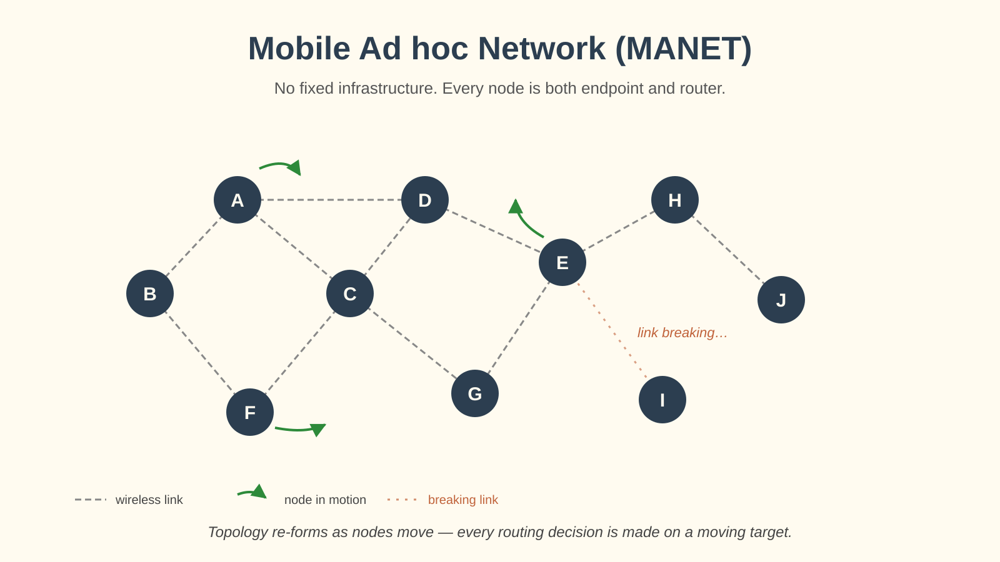 Mobile Ad hoc Network (MANET)
No fixed infrastructure. Every node is both endpoint and router.
A
D
H
E
B
C
J
link breaking…
G
I
F
wireless link
node in motion
breaking link
Topology re-forms as nodes move — every routing decision is made on a moving target.